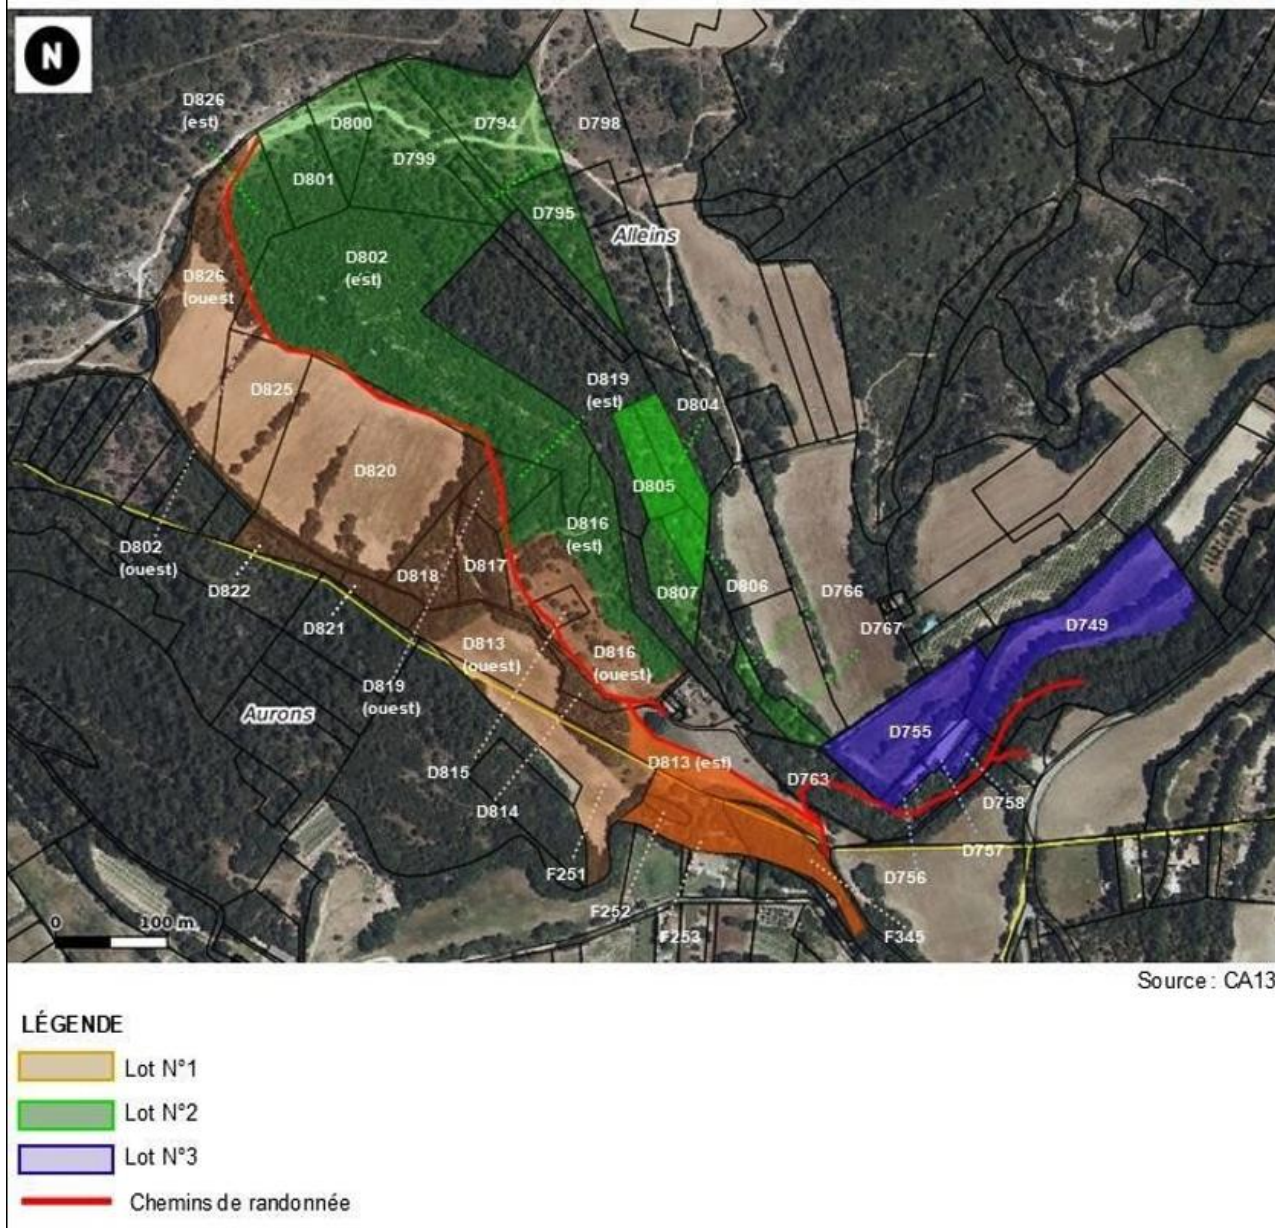 N
D826
(est)
D800
D794
D798
D799
D801
D795
Alleins
D802
(est)
D826
(ouest
D819
(est)
D825
D804
D820
D805
D816
(est)
D802
(ouest)
D817
D818
D822
D806
D766
D807
D767
D749
D821
D813
(ouest)
D816
(ouest)
D819
(ouest)
Aurons
D755
D813 (est)
D815
D763
D814
D758
D757
F251
D756
F252
0 100 m.
F253
F345
Source : CA13
LÉGENDE
Lot N°1
Lot N°2
Lot N°3
Chemins de randonnée